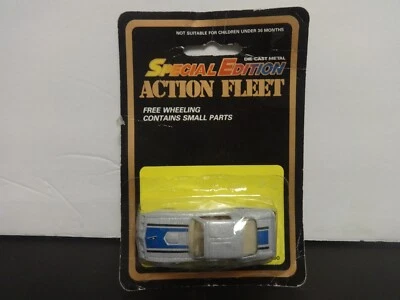 NOT SUITABLE FOR CHILDREN UNDER 36 MONTHS
DIE-CAST METAL
SPECIAL EDITION
ACTION FLEET
FREE WHEELING
CONTAINS SMALL PARTS